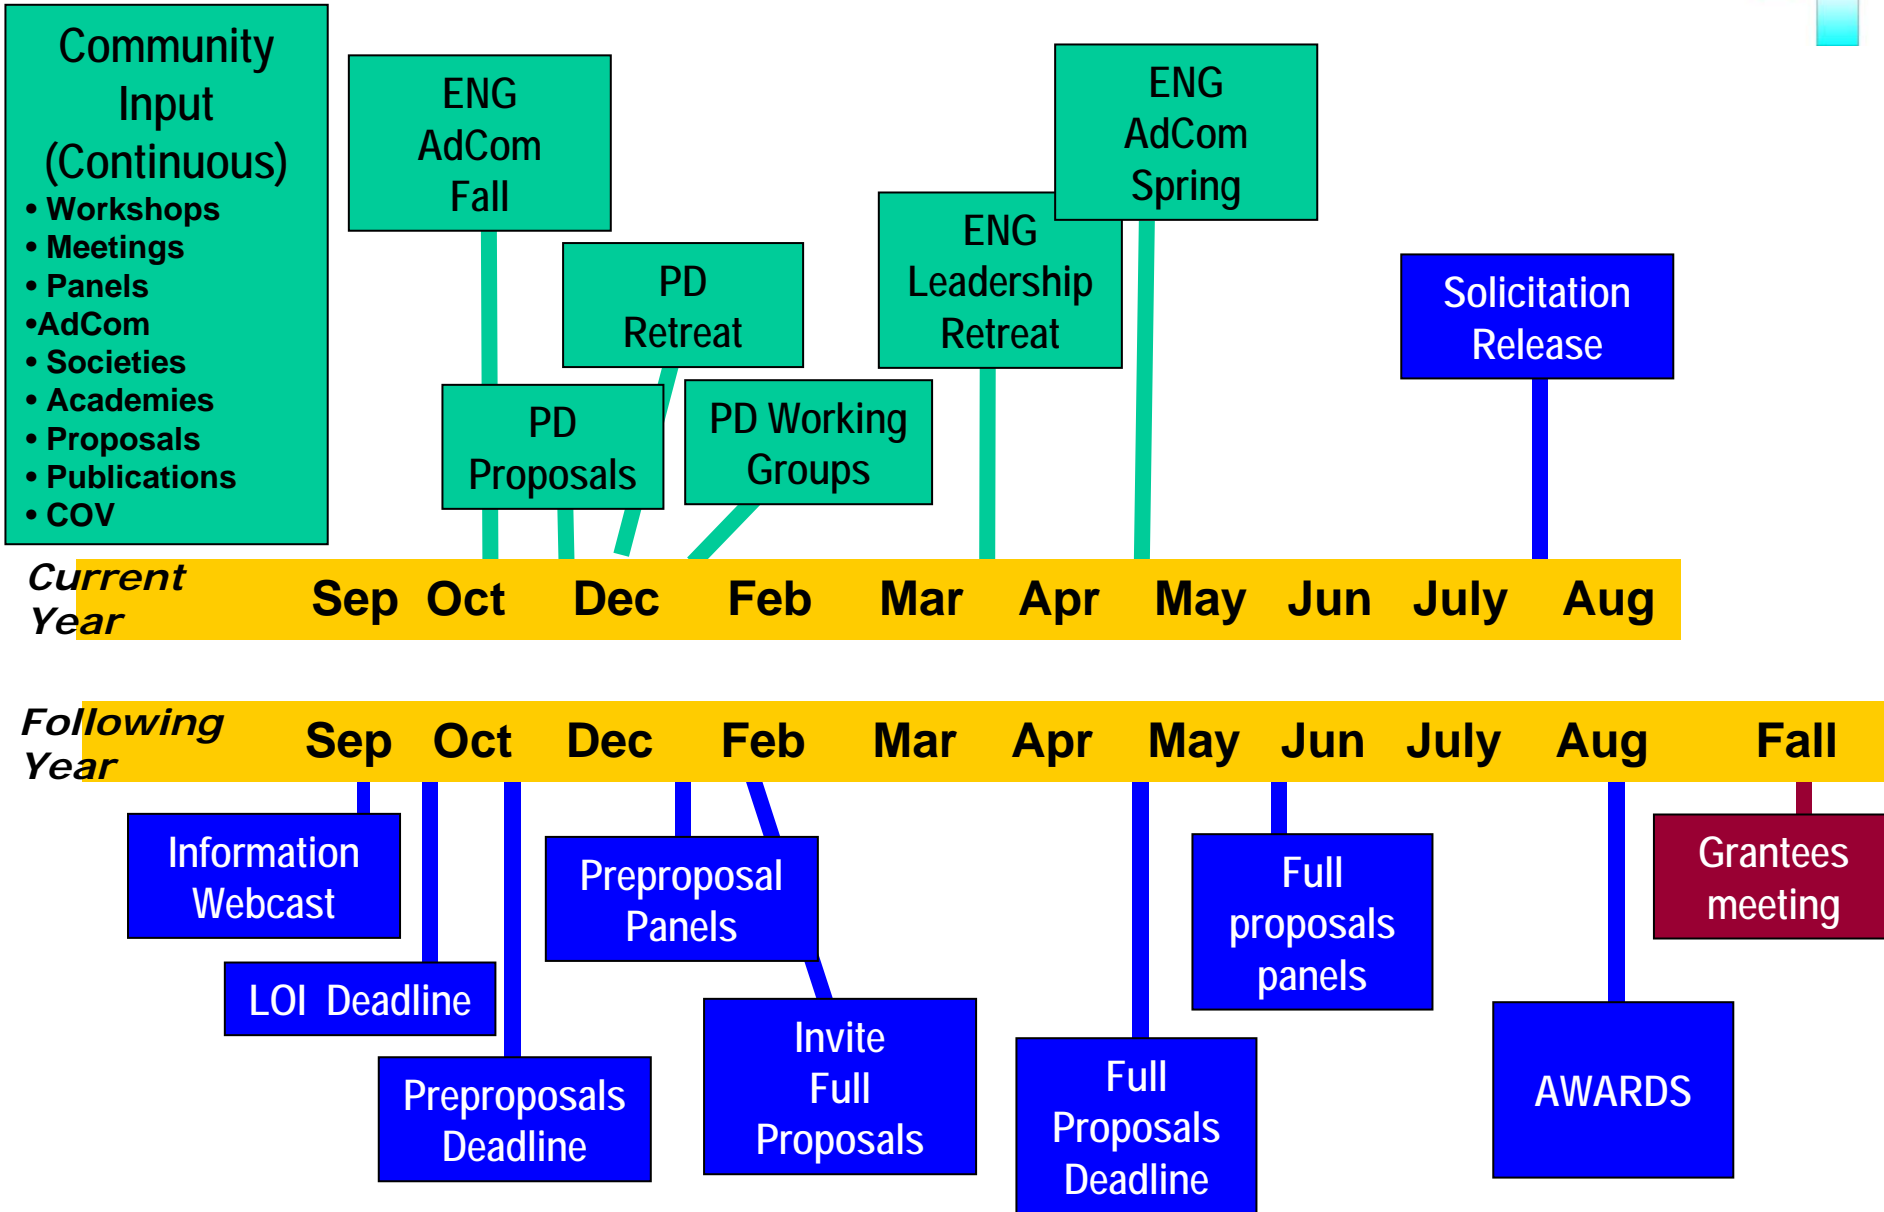 Community
Input
(Continuous)
• Workshops
• Meetings
• Panels
•AdCom
• Societies
• Academies
• Proposals
• Publications
• COV
ENG
AdCom
Fall
PD
Retreat
PD
Proposals
PD Working
Groups
ENG
Leadership
Retreat
ENG
AdCom
Spring
Solicitation
Release
Current
Year
Sep Oct Dec Feb Mar Apr May Jun July Aug
Following
Year
Sep Oct Dec Feb Mar Apr May Jun July Aug Fall
Information
Webcast
LOI Deadline
Preproposals
Deadline
Preproposal
Panels
Invite
Full
Proposals
Full
Proposals
Deadline
Full
proposals
panels
AWARDS
Grantees
meeting